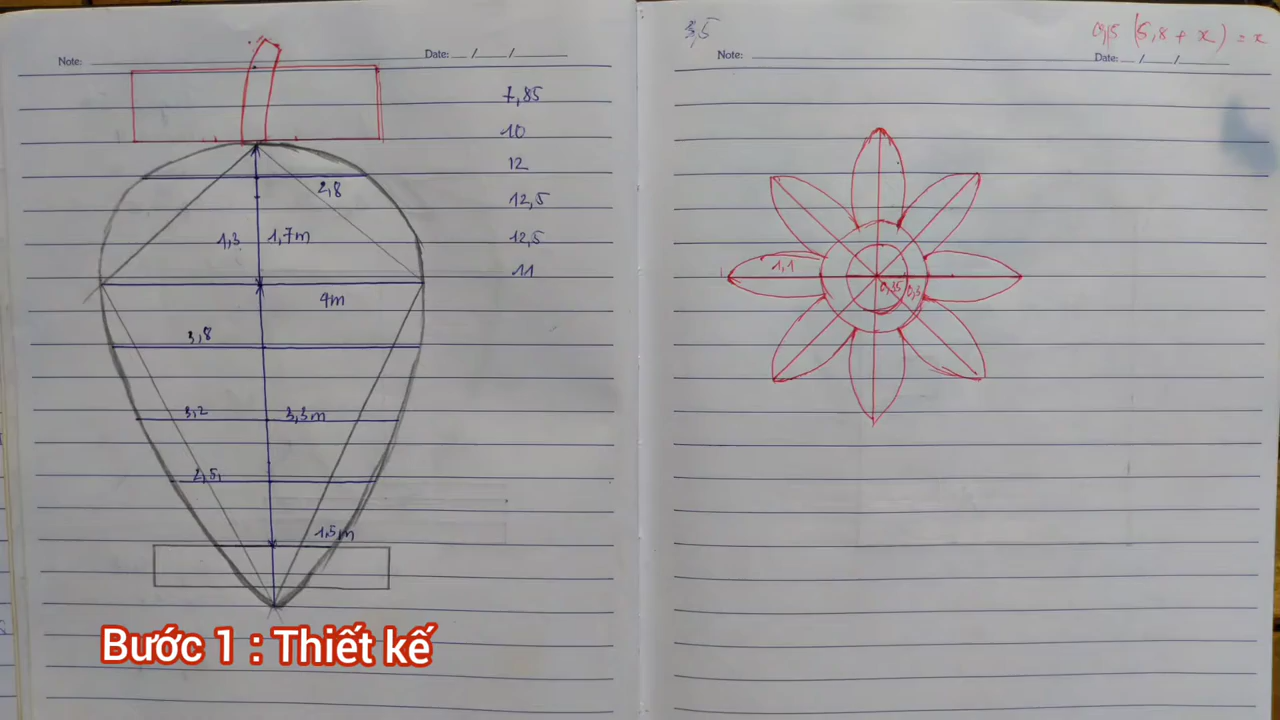 Note:
Date: / /
7,85
10
12
12,5
12,5
11
2,8
1,3
1,7m
4m
3,8
3,2
3,3m
2,5
1,5m
Bước 1 : Thiết kế
3,5
0,15 (5,8 + x) = x
Note:
Date: / /
1,1
0,35
0,3